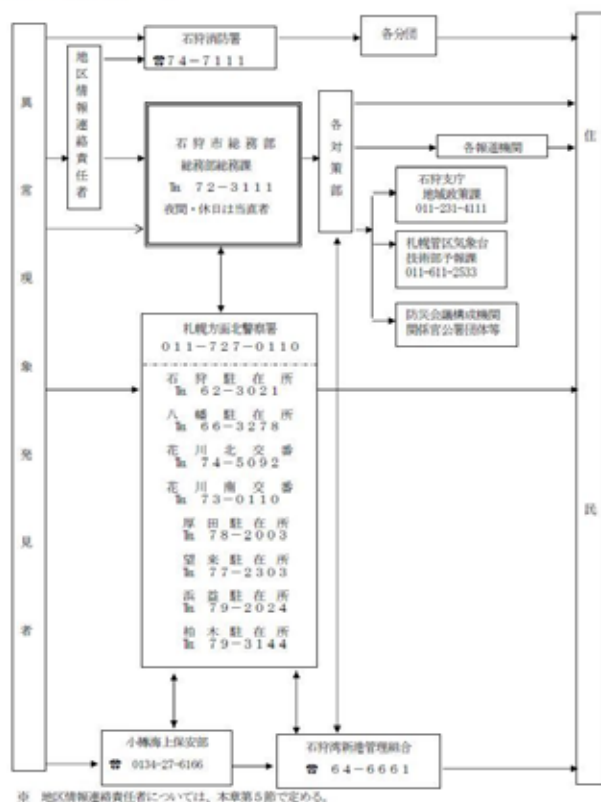 異常現象発見者
地区情報連絡責任者
石狩消防署
☎74-7111
各分団
石狩市総務部
総務部総務課
℡ 72-3111
夜間・休日は当直者
各対策部
各報道機関
石狩支庁
地域政策課
011-231-4111
札幌管区気象台
技術部予報課
011-611-2533
防災会議構成機関
関係官公署団体等
札幌方面北警察署
011-727-0110
石狩駐在所
℡ 62-3021
八幡駐在所
℡ 66-3278
花川北交番
℡ 74-5092
花川南交番
℡ 73-0110
厚田駐在所
℡ 78-2003
望来駐在所
℡ 77-2303
浜益駐在所
℡ 79-2024
柏木駐在所
℡ 79-3144
小樽海上保安部
☎ 0134-27-6166
石狩湾新港管理組合
☎ 64-6661
住民
※ 地区情報連絡責任者については、本章第5節で定める。